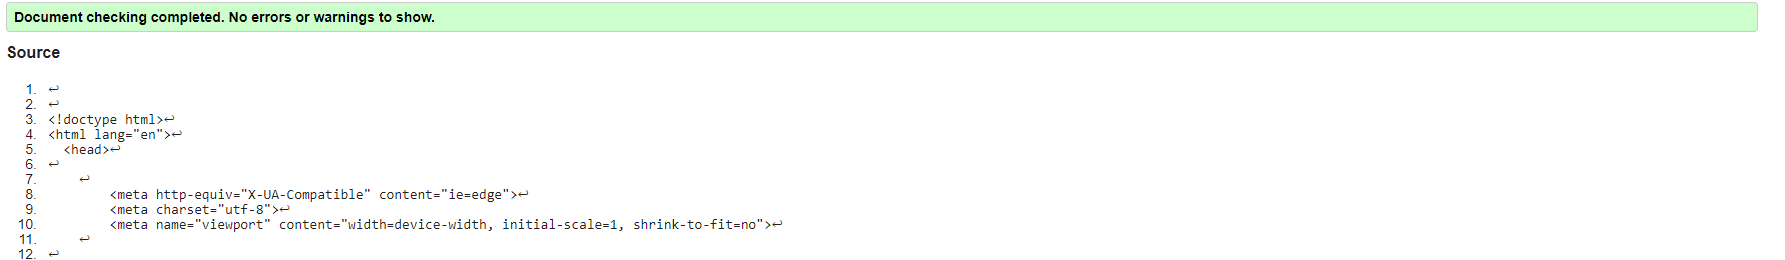 Document checking completed. No errors or warnings to show.
Source
1. ↩
2. ↩
3. <!doctype html>↩
4. <html lang="en">↩
5.   <head>↩
6. ↩
7.     ↩
8.         <meta http-equiv="X-UA-Compatible" content="ie=edge">↩
9.         <meta charset="utf-8">↩
10.         <meta name="viewport" content="width=device-width, initial-scale=1, shrink-to-fit=no">↩
11.     ↩
12. ↩